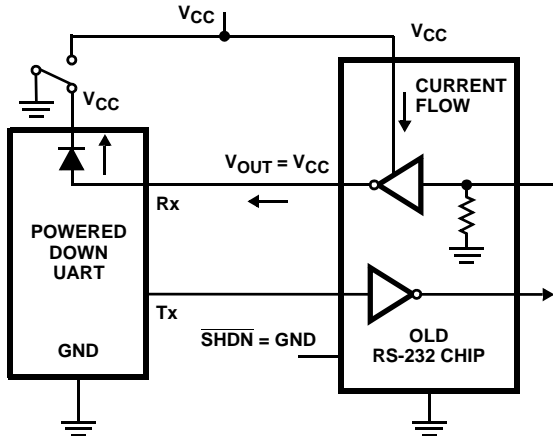 VCC
VCC
VCC
CURRENT
FLOW
VOUT = VCC
Rx
POWERED
DOWN
UART
Tx
GND
SHDN = GND
OLD
RS-232 CHIP